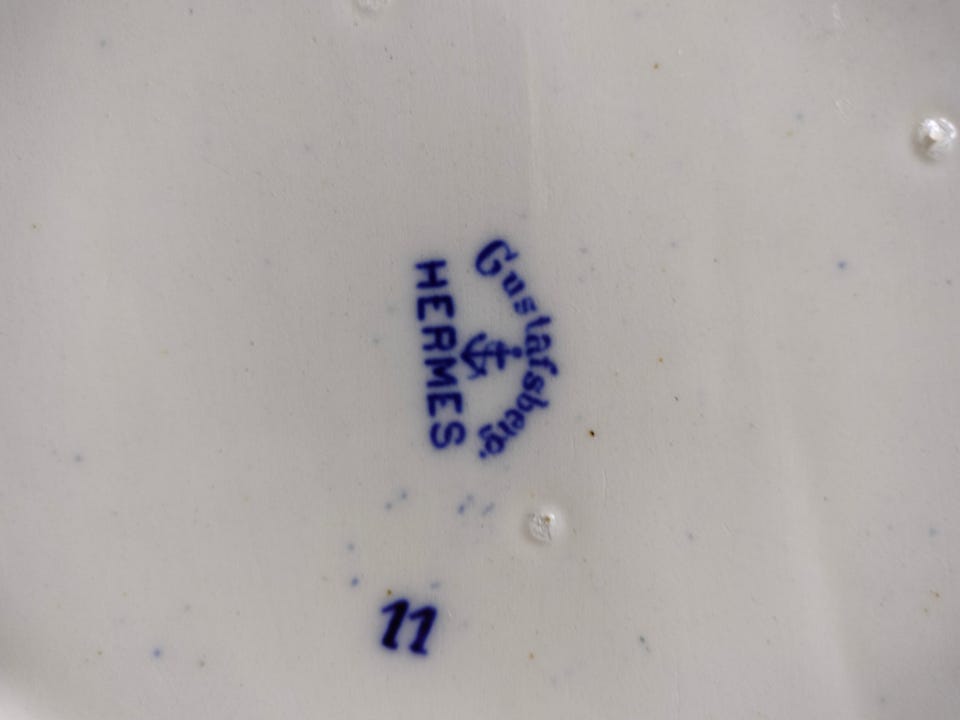 Gustafsberg.
HERMES
11